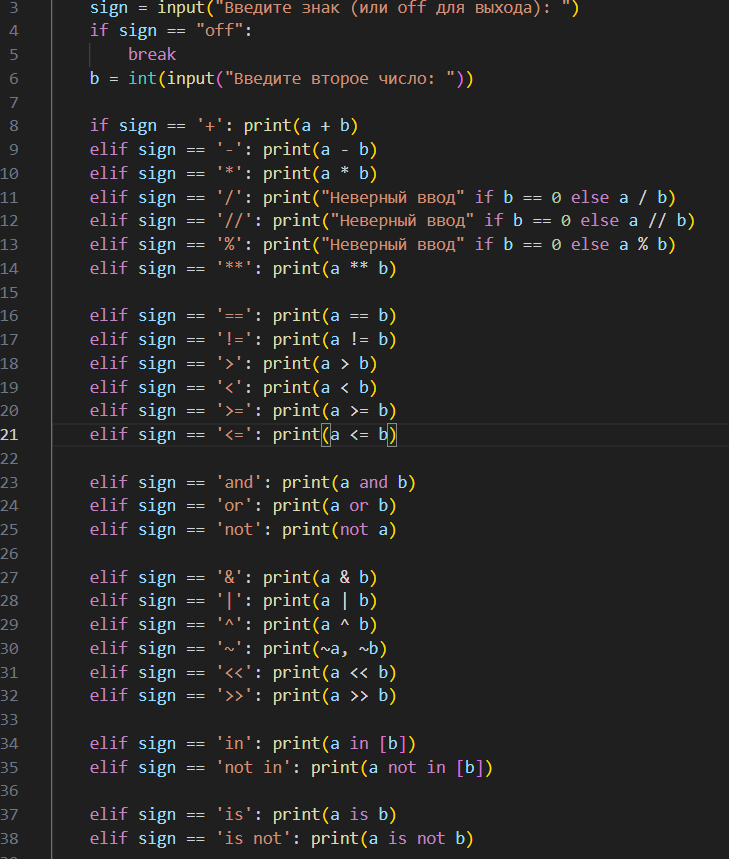 3 sign = input("Введите знак (или off для выхода): ")
4 if sign == "off":
5 break
6 b = int(input("Введите второе число: "))
7
8 if sign == '+': print(a + b)
9 elif sign == '-': print(a - b)
10 elif sign == '*': print(a * b)
11 elif sign == '/': print("Неверный ввод" if b == 0 else a / b)
12 elif sign == '//': print("Неверный ввод" if b == 0 else a // b)
13 elif sign == '%': print("Неверный ввод" if b == 0 else a % b)
14 elif sign == '**': print(a ** b)
15
16 elif sign == '==': print(a == b)
17 elif sign == '!=': print(a != b)
18 elif sign == '>': print(a > b)
19 elif sign == '<': print(a < b)
20 elif sign == '>=': print(a >= b)
21 elif sign == '<=': print(a <= b)
22
23 elif sign == 'and': print(a and b)
24 elif sign == 'or': print(a or b)
25 elif sign == 'not': print(not a)
26
27 elif sign == '&': print(a & b)
28 elif sign == '|': print(a | b)
29 elif sign == '^': print(a ^ b)
30 elif sign == '~': print(~a, ~b)
31 elif sign == '<<': print(a << b)
32 elif sign == '>>': print(a >> b)
33
34 elif sign == 'in': print(a in [b])
35 elif sign == 'not in': print(a not in [b])
36
37 elif sign == 'is': print(a is b)
38 elif sign == 'is not': print(a is not b)